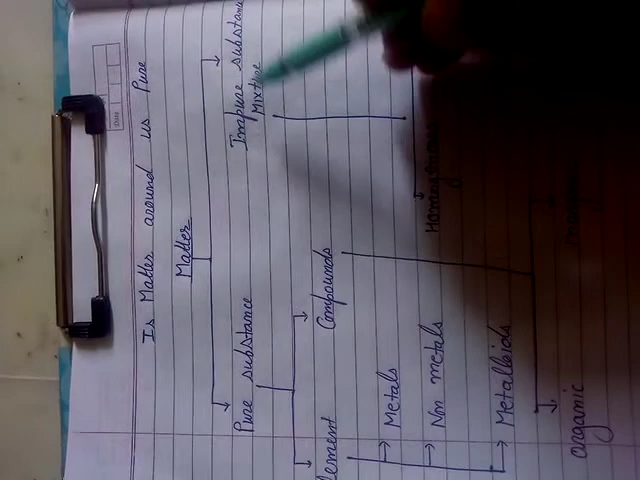 Is Matter around us Pure
Matter
Pure substance
Impure substance
Mixture
Element
Compounds
Homogeneous
Metals
Non metals
Metalloids
organic
Date